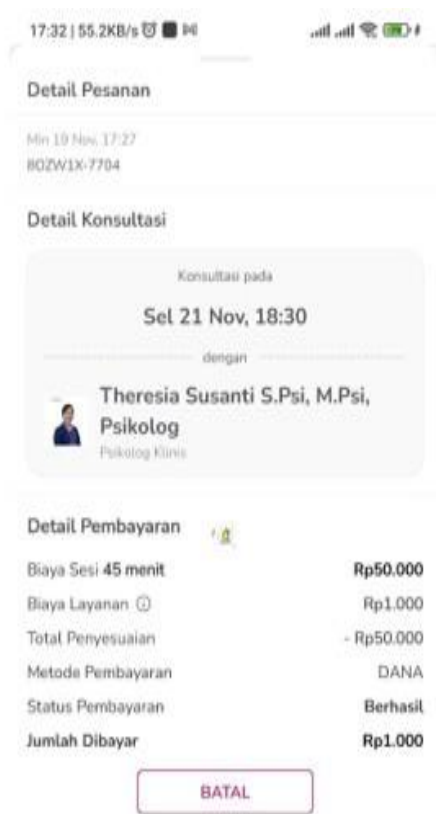 17:32 | 55.2KB/s
Detail Pesanan
Min 19 Nov, 17:27
8OZW1X-7704
Detail Konsultasi
Konsultasi pada
Sel 21 Nov, 18:30
dengan
Theresia Susanti S.Psi, M.Psi,
Psikolog
Psikolog Klinis
Detail Pembayaran
Biaya Sesi 45 menit Rp50.000
Biaya Layanan Rp1.000
Total Penyesuaian - Rp50.000
Metode Pembayaran DANA
Status Pembayaran Berhasil
Jumlah Dibayar Rp1.000
BATAL